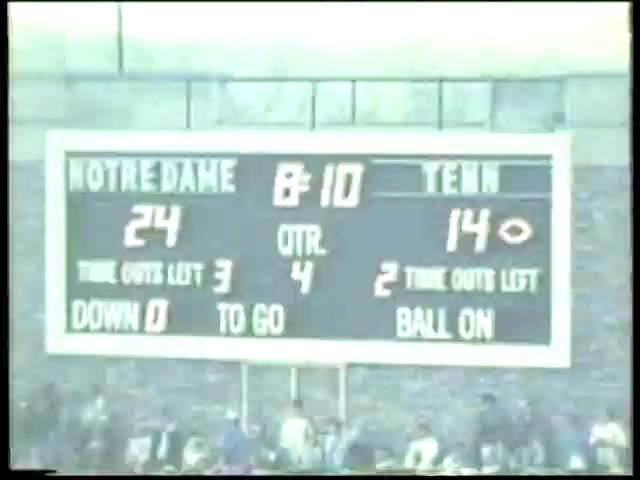 NOTRE DAME 8:10 TENN
24 QTR. 14
TIME OUTS LEFT 3 4 2 TIME OUTS LEFT
DOWN 0 TO GO BALL ON